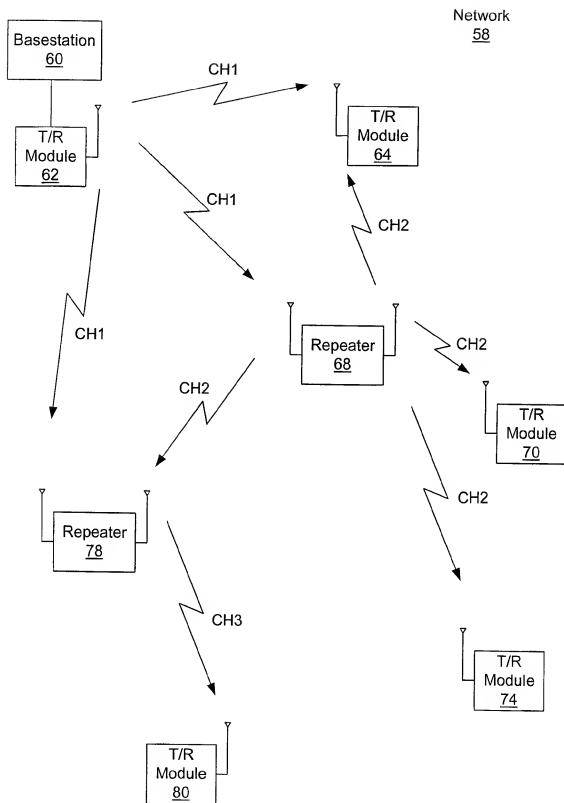 Network
58
Basestation
60
CH1
T/R
Module
62
T/R
Module
64
CH1
CH2
CH1
Repeater
68
CH2
CH2
T/R
Module
70
CH2
Repeater
78
CH3
T/R
Module
74
T/R
Module
80